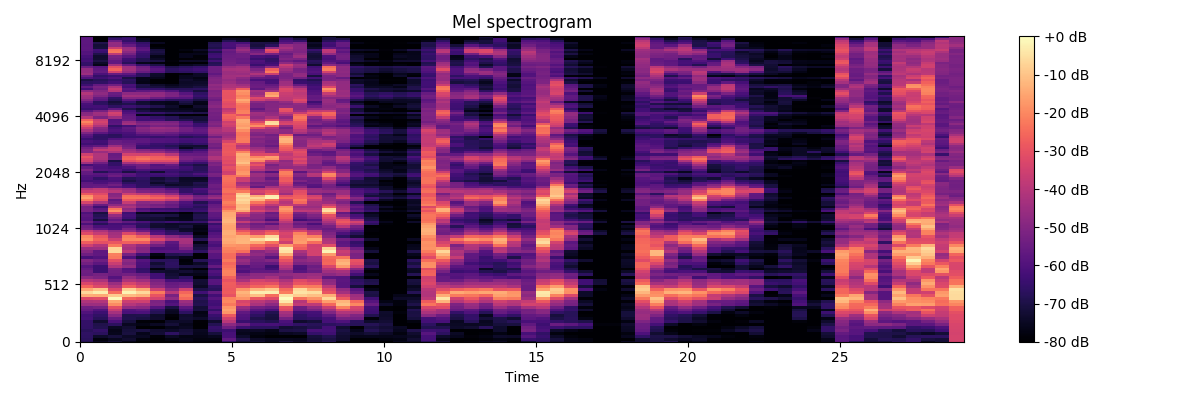 Mel spectrogram
8192
4096
2048
1024
512
0
Hz
0 5 10 15 20 25
Time
+0 dB
-10 dB
-20 dB
-30 dB
-40 dB
-50 dB
-60 dB
-70 dB
-80 dB